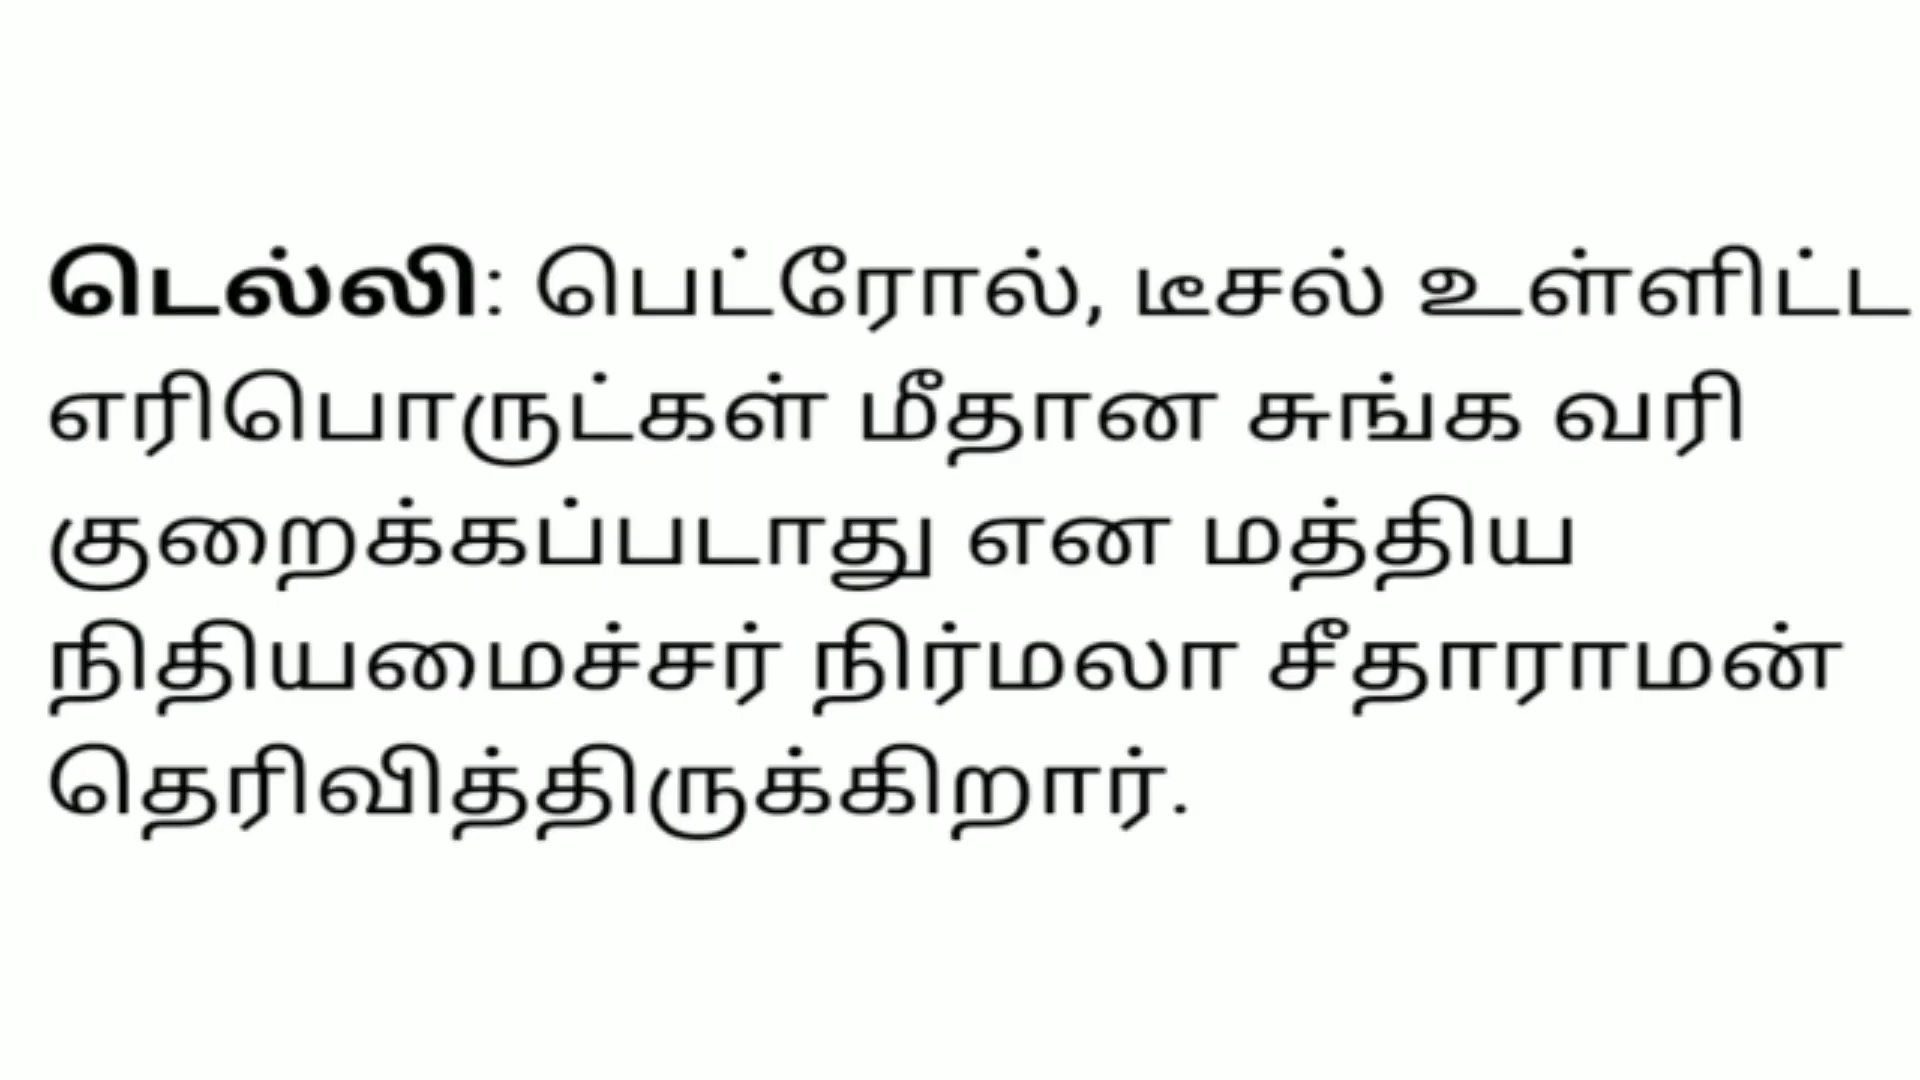 டெல்லி: பெட்ரோல், டீசல் உள்ளிட்ட
எரிபொருட்கள் மீதான சுங்க வரி
குறைக்கப்படாது என மத்திய
நிதியமைச்சர் நிர்மலா சீதாராமன்
தெரிவித்திருக்கிறார்.